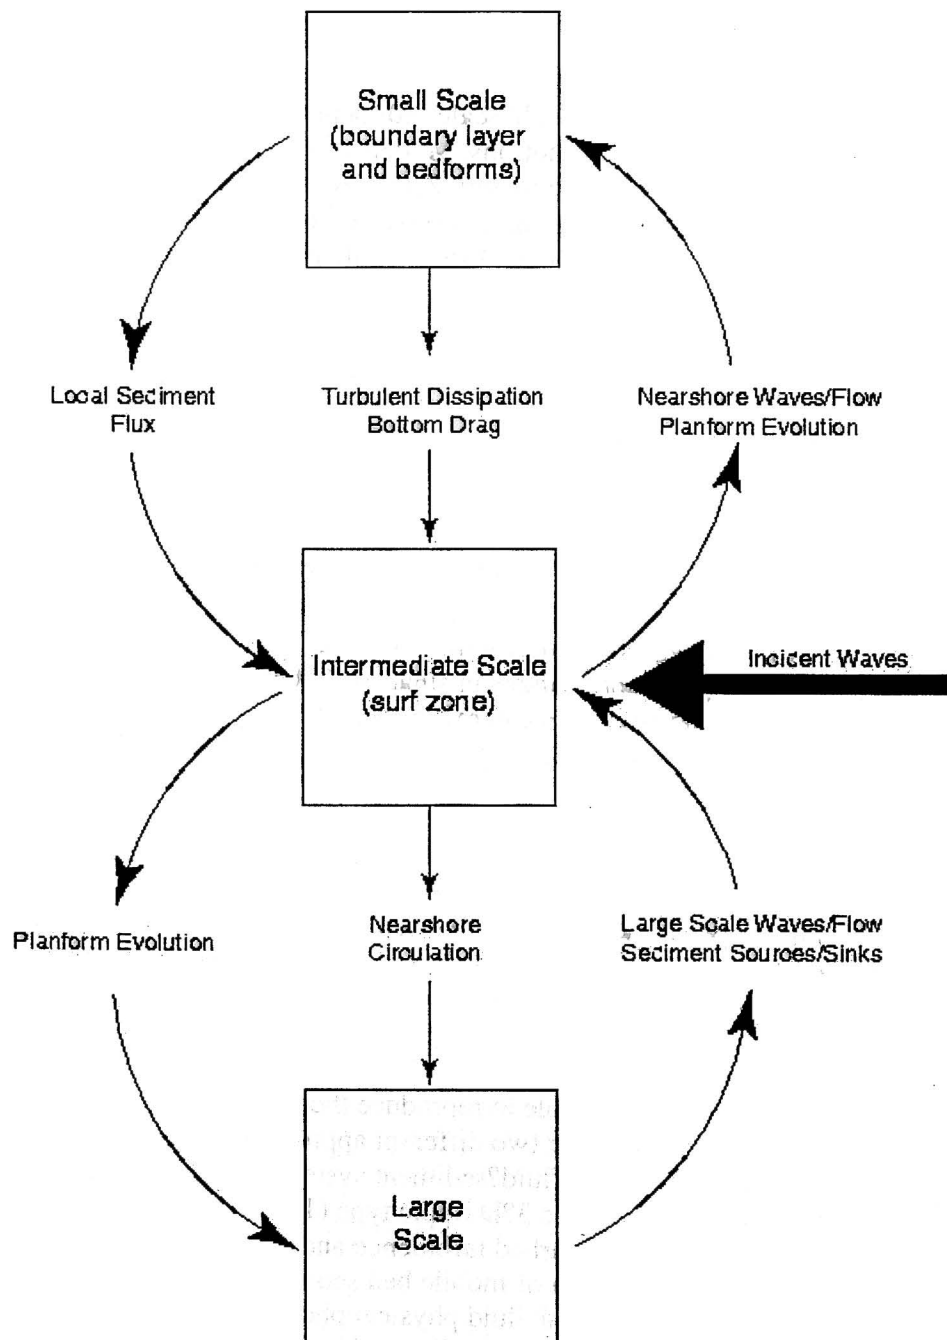 Small Scale
(boundary layer
and bedforms)
Local Sediment
Flux
Turbulent Dissipation
Bottom Drag
Nearshore Waves/Flow
Planform Evolution
Intermediate Scale
(surf zone)
Incident Waves
Planform Evolution
Nearshore
Circulation
Large Scale Waves/Flow
Sediment Sources/Sinks
Large
Scale